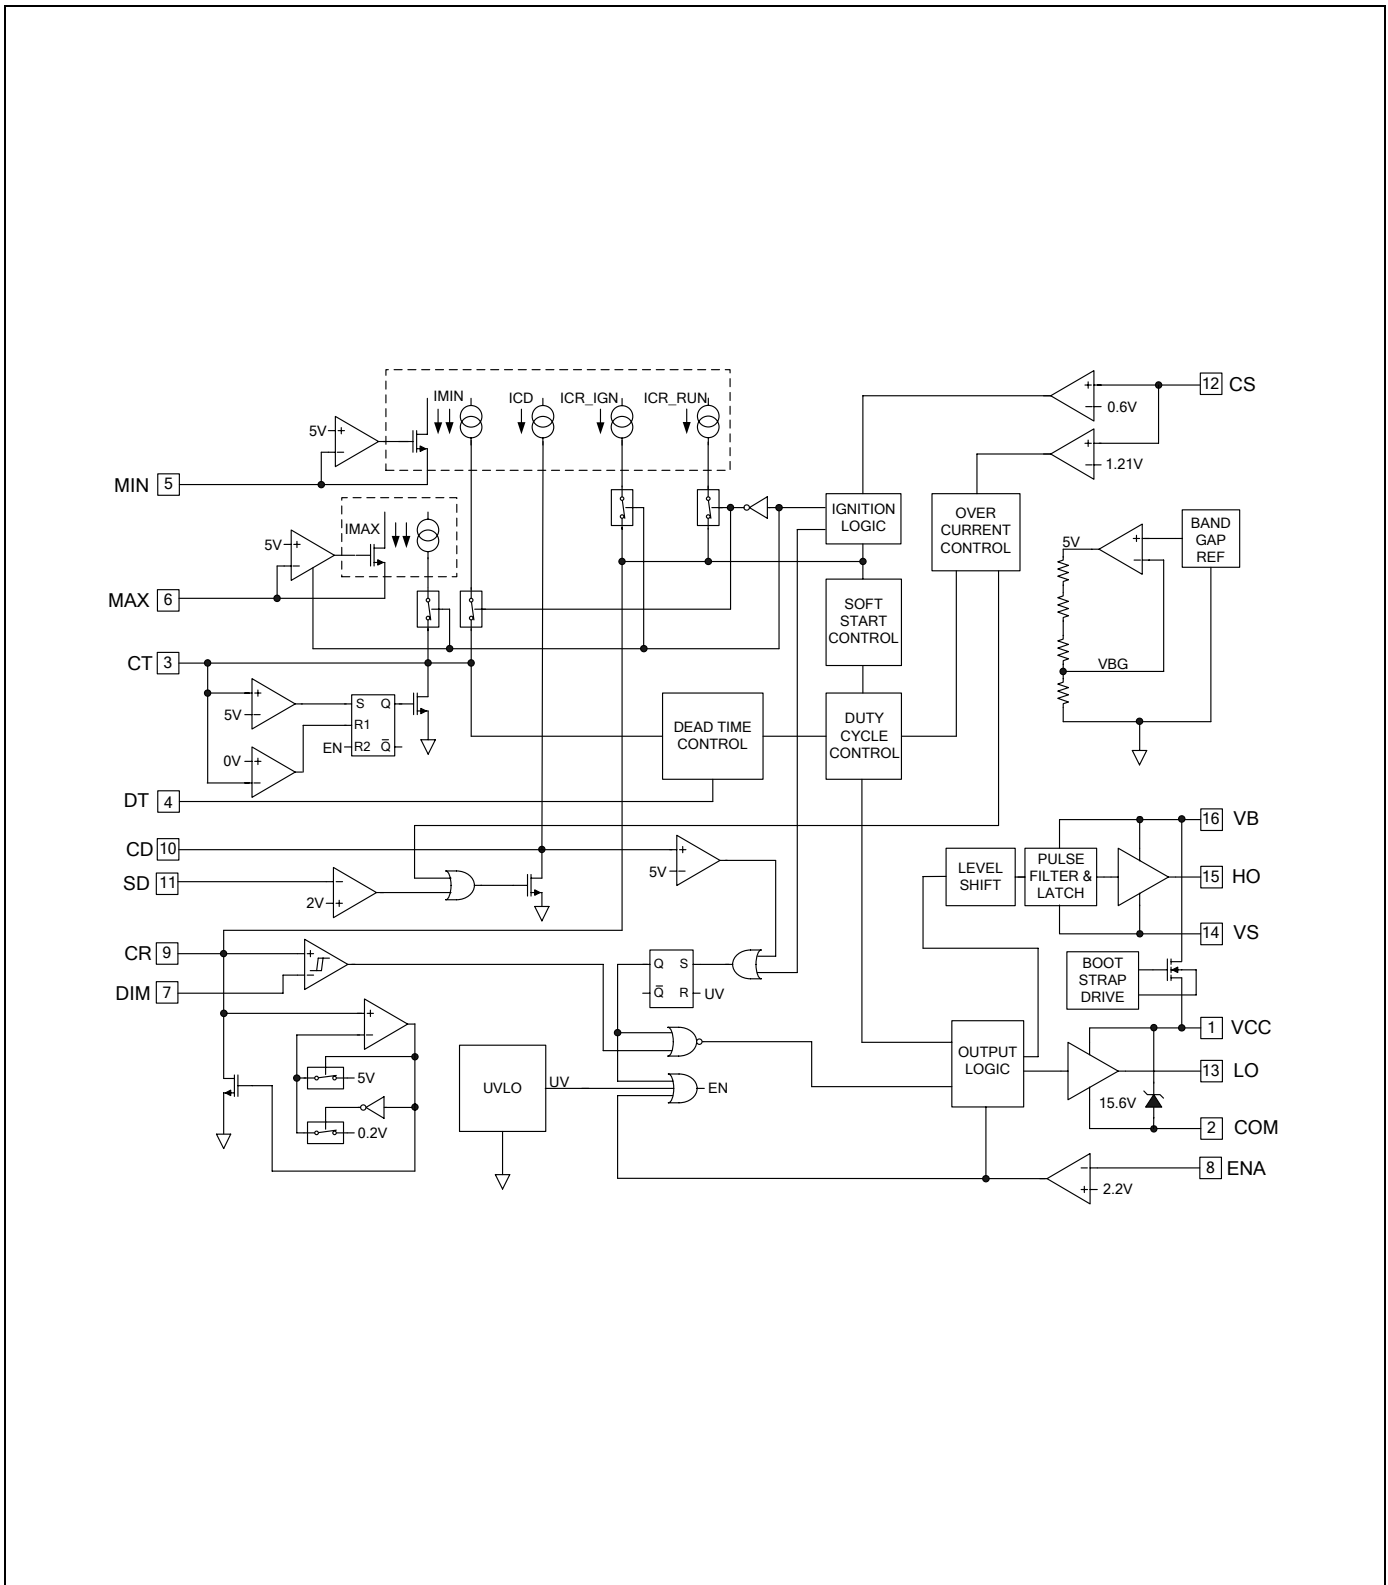 IMIN
ICD
ICR_IGN
ICR_RUN
12 CS
+
− 0.6V
5V +
−
+
− 1.21V
MIN 5
IGNITION
LOGIC
OVER
CURRENT
CONTROL
BAND
GAP
REF
IMAX
5V +
−
5V
+
−
MAX 6
SOFT
START
CONTROL
CT 3
VBG
+
5V −
S Q
R1
EN R2 Q̅
DEAD TIME
CONTROL
DUTY
CYCLE
CONTROL
0V +
−
DT 4
16 VB
CD 10
+
5V −
LEVEL
SHIFT
PULSE
FILTER &
LATCH
15 HO
SD 11
−
2V +
14 VS
CR 9
+
−
Q S
Q̅ R UV
BOOT
STRAP
DRIVE
DIM 7
+
−
1 VCC
5V
UVLO
UV
EN
OUTPUT
LOGIC
13 LO
15.6V
0.2V
2 COM
8 ENA
−
+ 2.2V